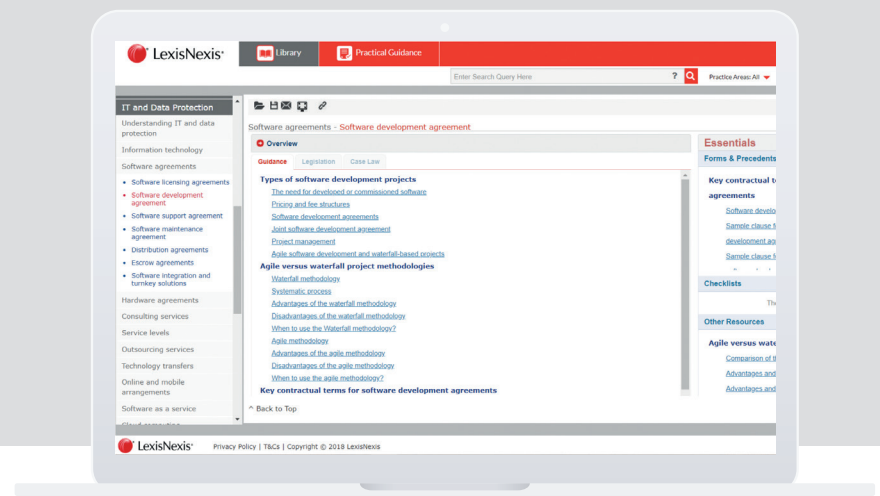 LexisNexis®
Library
Practical Guidance
Enter Search Query Here
?
Practice Areas: All
IT and Data Protection
Understanding IT and data
protection
Information technology
Software agreements
Software licensing agreements
Software development
agreement
Software support agreement
Software maintenance
agreement
Distribution agreements
Escrow agreements
Software integration and
turnkey solutions
Hardware agreements
Consulting services
Service levels
Outsourcing services
Technology transfers
Online and mobile
arrangements
Software as a service
Software agreements - Software development agreement
Overview
Guidance Legislation Case Law
Types of software development projects
The need for developed or commissioned software
Pricing and fee structures
Software development agreements
Joint software development agreement
Project management
Agile software development and waterfall-based projects
Agile versus waterfall project methodologies
Waterfall methodology
Systematic process
Advantages of the waterfall methodology
Disadvantages of the waterfall methodology
When to use the Waterfall methodology?
Agile methodology
Advantages of the agile methodology
Disadvantages of the agile methodology
When to use the agile methodology?
Key contractual terms for software development agreements
^ Back to Top
Essentials
Forms & Precedents
Key contractual t
agreements
Software develo
Sample clause f
development ag
Sample clause f
Checklists
Th
Other Resources
Agile versus wate
Comparison of t
Advantages and
Advantages and
LexisNexis®
Privacy Policy | T&Cs | Copyright © 2018 LexisNexis